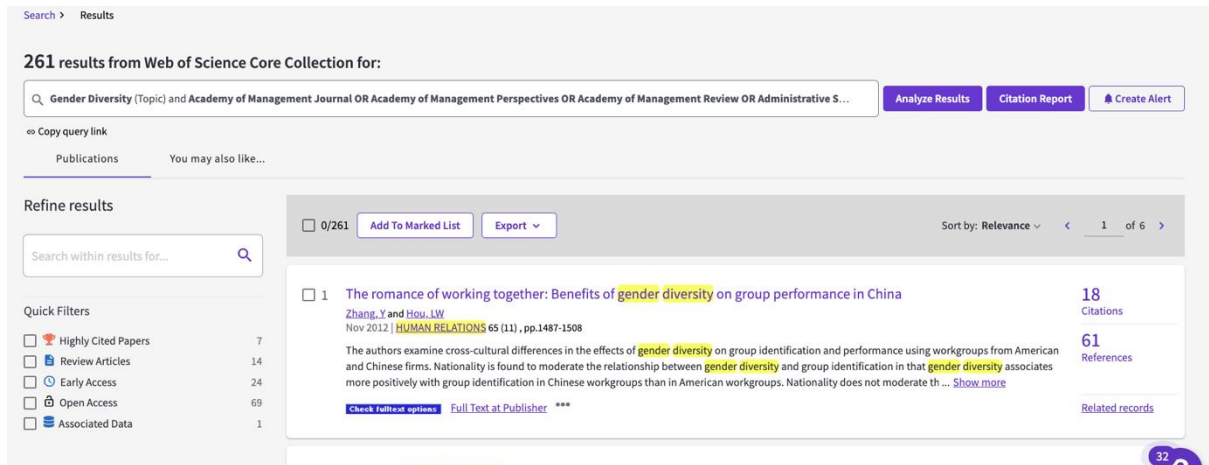 Search > Results
261 results from Web of Science Core Collection for:
Gender Diversity (Topic) and Academy of Management Journal OR Academy of Management Perspectives OR Academy of Management Review OR Administrative S...
Analyze Results
Citation Report
Create Alert
Copy query link
Publications
You may also like...
Refine results
Search within results for...
Quick Filters
Highly Cited Papers 7
Review Articles 14
Early Access 24
Open Access 69
Associated Data 1
0/261 Add To Marked List Export
Sort by: Relevance < 1 of 6 >
1 The romance of working together: Benefits of gender diversity on group performance in China
Zhang, Y and Hou, LW
Nov 2012 | HUMAN RELATIONS 65 (11) , pp.1487-1508
The authors examine cross-cultural differences in the effects of gender diversity on group identification and performance using workgroups from American
and Chinese firms. Nationality is found to moderate the relationship between gender diversity and group identification in that gender diversity associates
more positively with group identification in Chinese workgroups than in American workgroups. Nationality does not moderate th ... Show more
Check fulltext options Full Text at Publisher •••
18
Citations
61
References
Related records
32